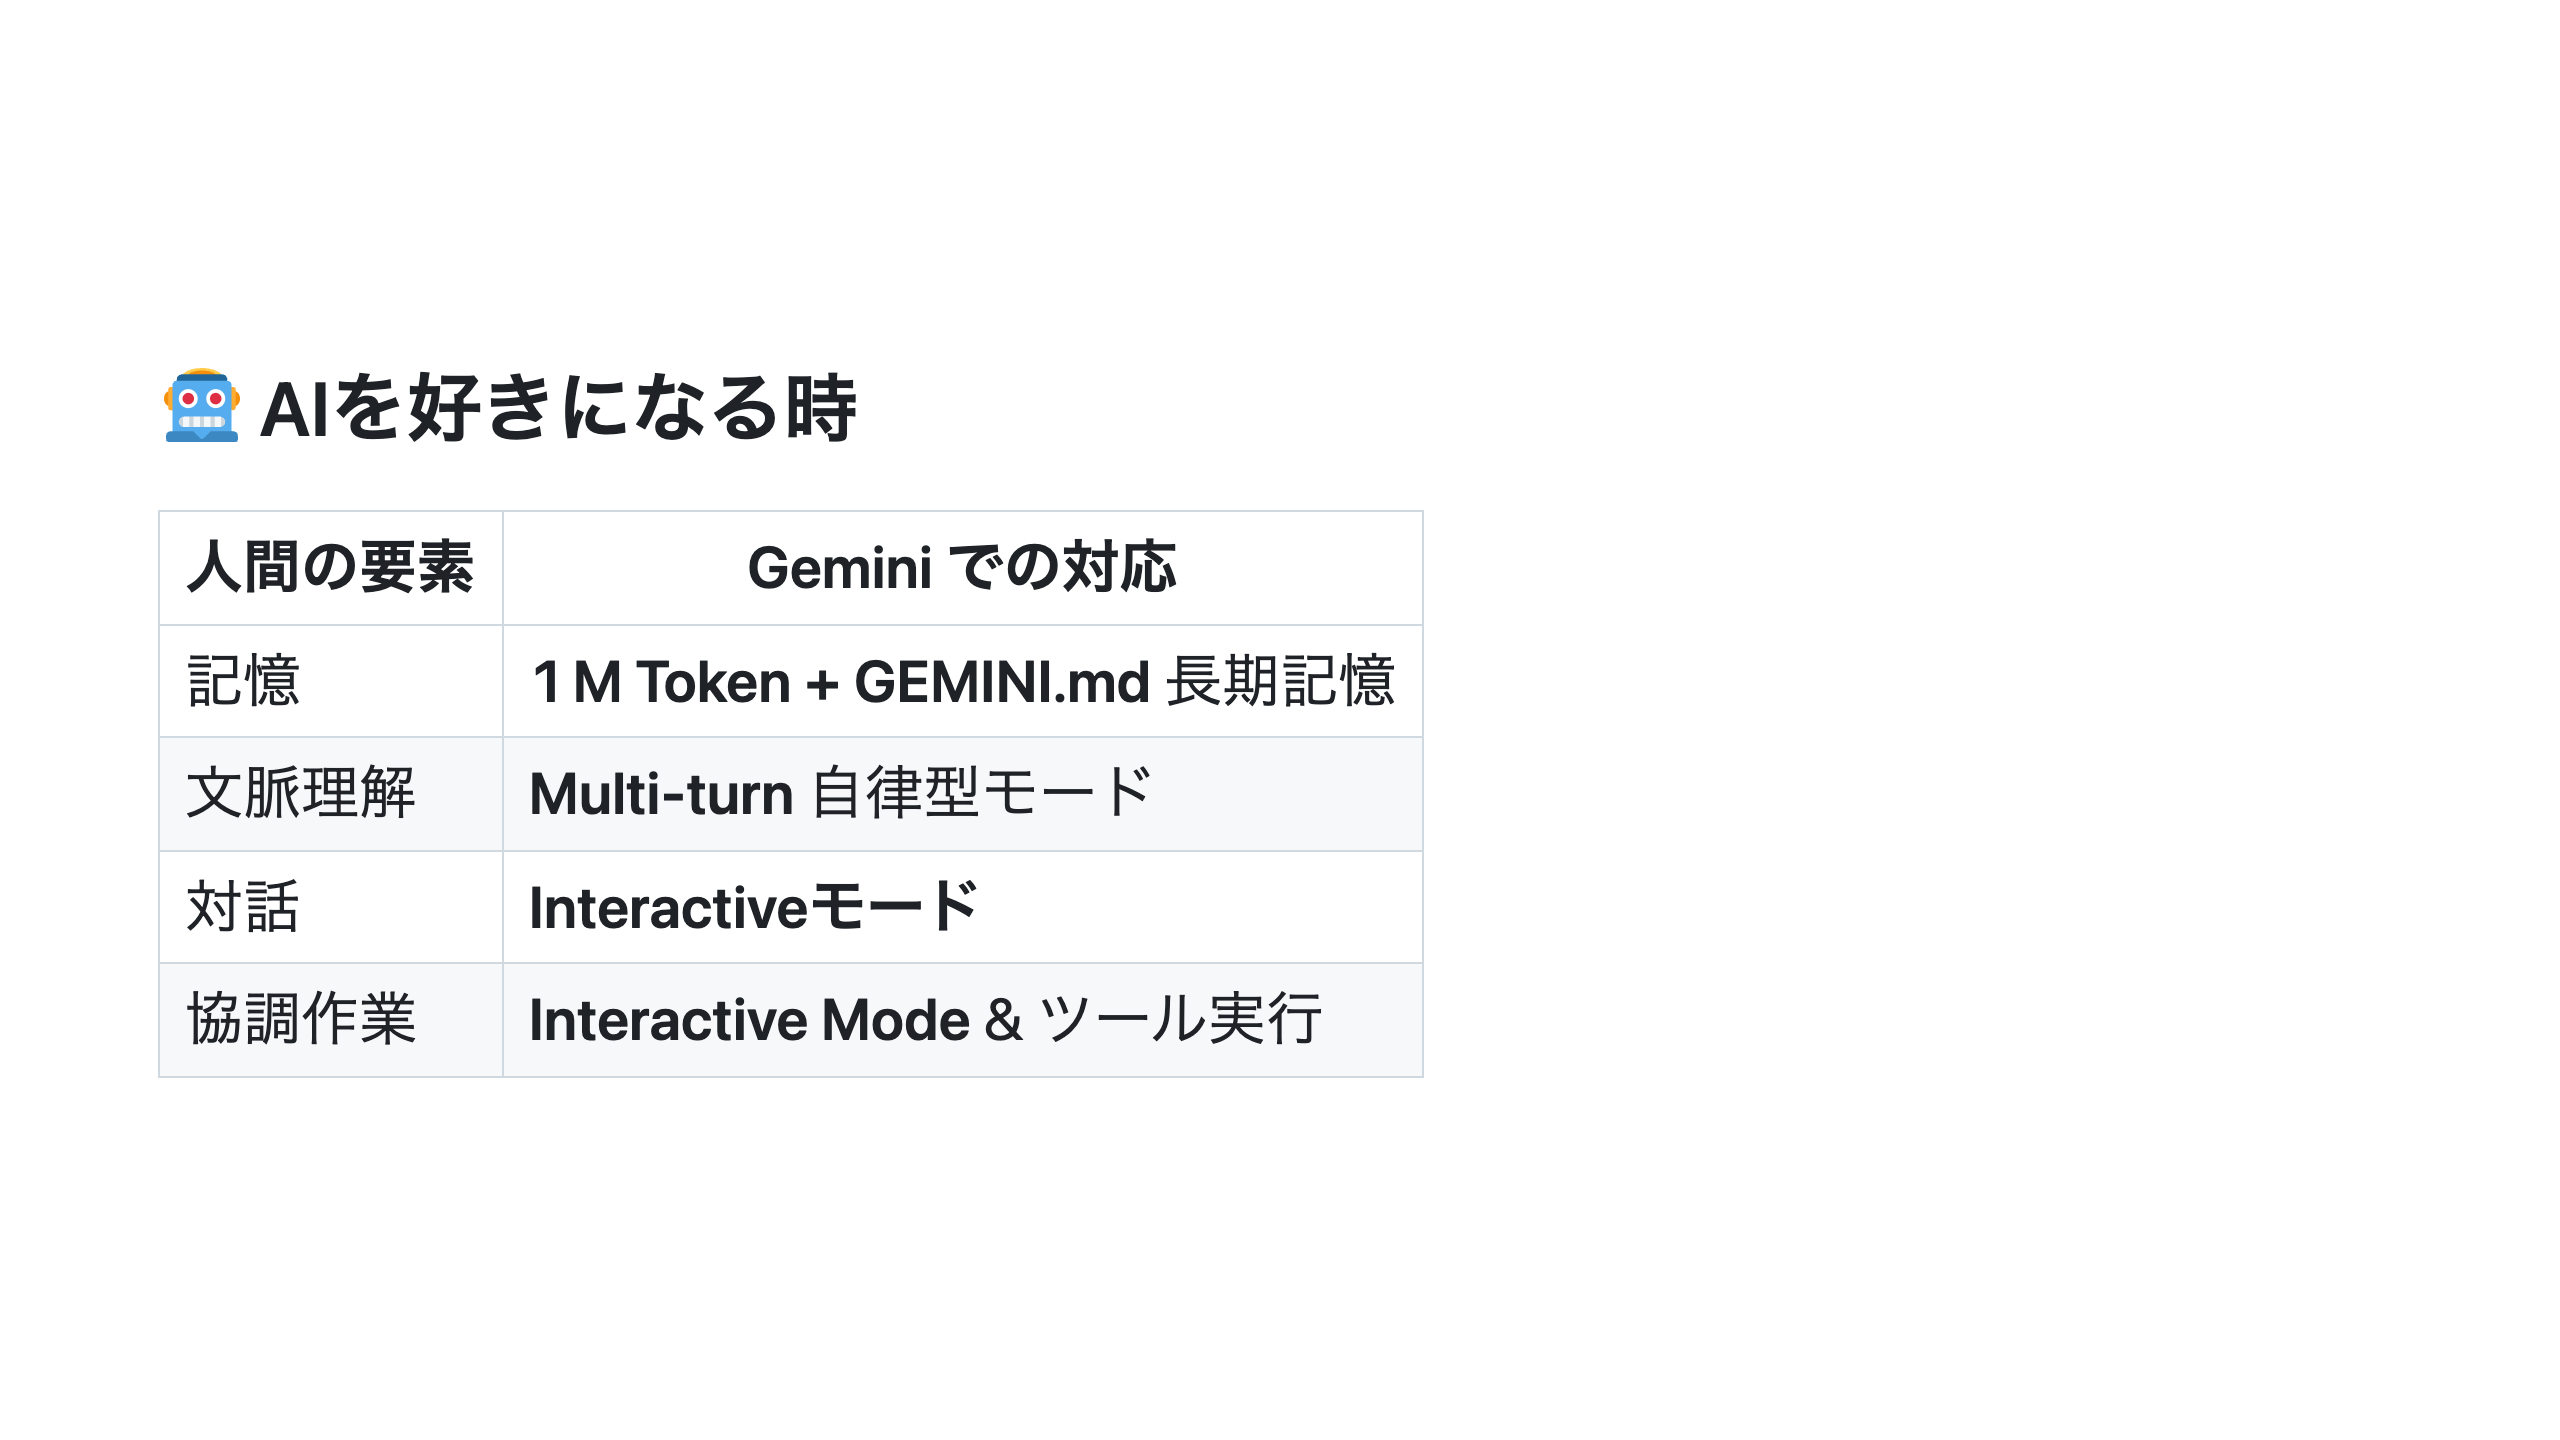 🤖 AIを好きになる時
人間の要素 Gemini での対応
記憶 1 M Token + GEMINI.md 長期記憶
文脈理解 Multi-turn 自律型モード
対話 Interactiveモード
協調作業 Interactive Mode & ツール実行